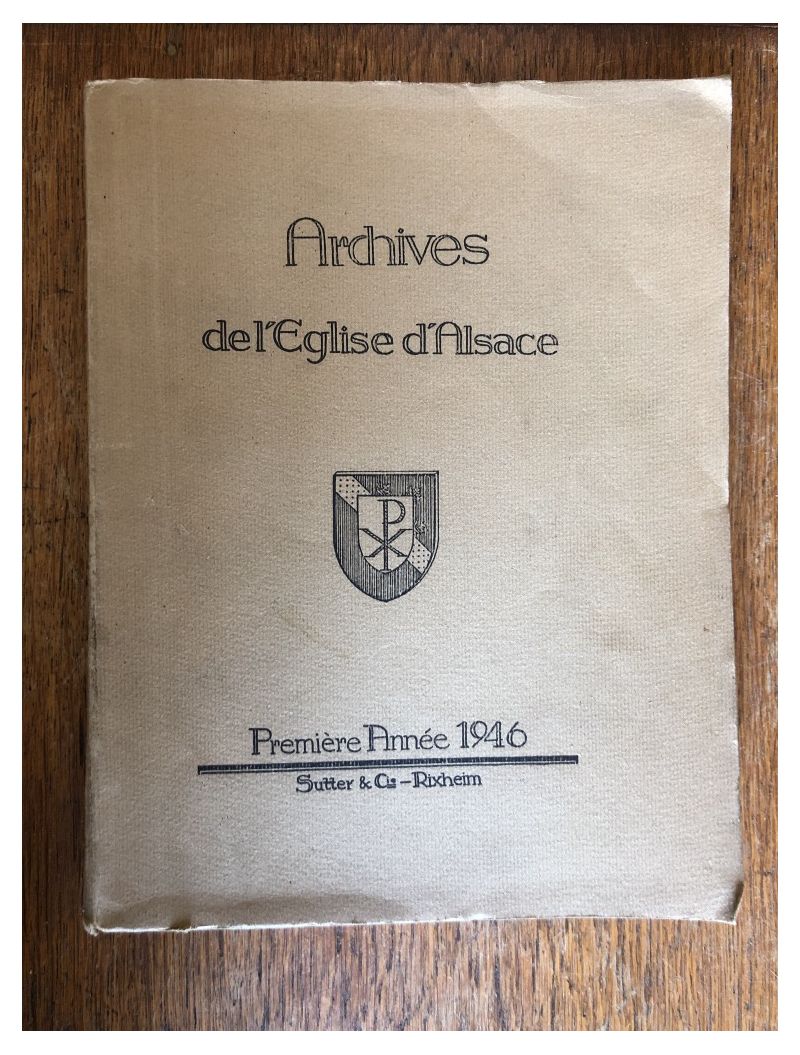 Archives
de l'Eglise d'Alsace
Première Année 1946
Sutter & Cie - Rixheim